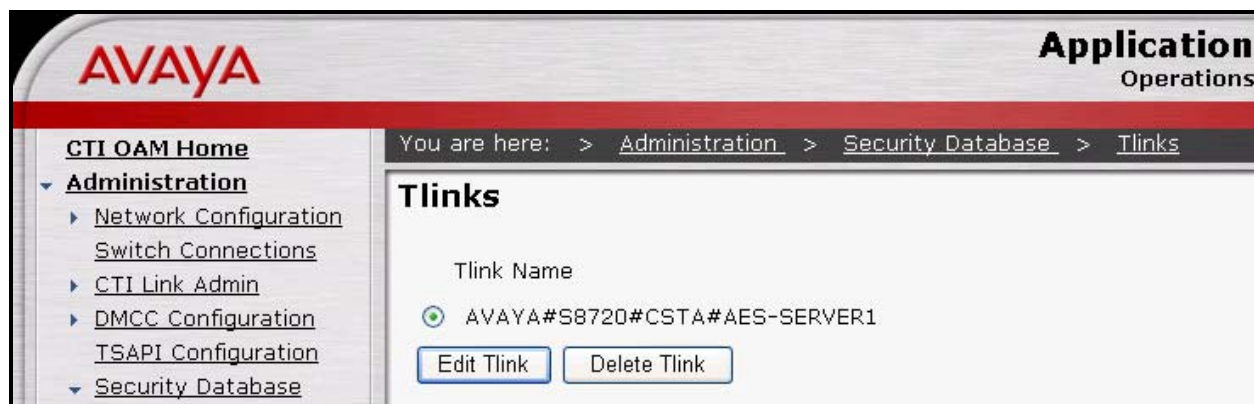 AVAYA
Application
Operations
CTI OAM Home
Administration
Network Configuration
Switch Connections
CTI Link Admin
DMCC Configuration
TSAPI Configuration
Security Database
You are here: > Administration > Security Database > Tlinks
Tlinks
Tlink Name
AVAYA#S8720#CSTA#AES-SERVER1
Edit Tlink Delete Tlink